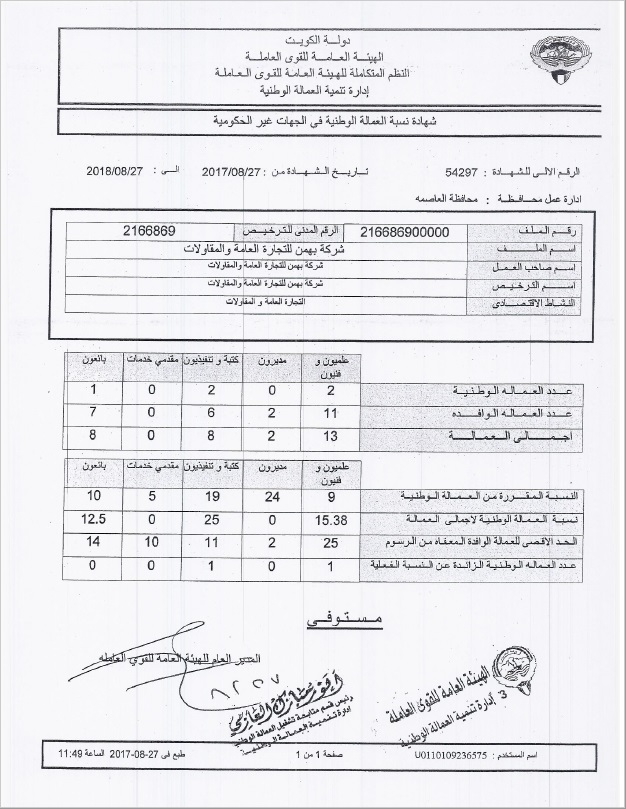 دولة الكويت
الهيئة العامة للقوى العاملة
النظم المتكاملة للهيئة العامة للقوى العاملة
إدارة تنمية العمالة الوطنية
شهادة نسبة العمالة الوطنية في الجهات غير الحكومية
الرقم الالى للشهادة : 54297 تاريخ الشهادة من : 2017/08/27 الى : 2018/08/27
ادارة عمل محافظة : محافظة العاصمه
رقم الملف 216686900000 الرقم المدنى للترخيص 2166869
اسم الملف شركة بهمن للتجارة العامة والمقاولات
اسم صاحب العمل شركة بهمن للتجارة العامة والمقاولات
اسم الترخيص شركة بهمن للتجارة العامة والمقاولات
النشاط الاقتصادى التجارة العامة و المقاولات
علميون و فنيون مديرون كتبة و تنفيذيون مقدمي خدمات بائعون
عدد العماله الوطنية 2 0 2 0 1
عدد العماله الوافده 11 2 6 0 7
اجمالى العمالة 13 2 8 0 8
علميون و فنيون مديرون كتبة و تنفيذيون مقدمي خدمات بائعون
النسبة المقررة من العمالة الوطنية 9 24 19 5 10
نسبة العمالة الوطنية لاجمالى العمالة 15.38 0 25 0 12.5
الحد الاقصى للعمالة الوافدة المعفاه من الرسوم 25 2 11 10 14
عدد العماله الوطنية الزائدة عن النسبة الفعلية 1 0 1 0 0
مستوفي
المدير العام للهيئة العامه للقوي العامله
رئيس قسم متابعة تشغيل العمالة الوطنية
إدارة تنمية العمالة الوطنية
الهيئة العامة للقوى العاملة
3 إدارة تنمية العمالة الوطنية
اسم المستخدم : U0110109236575 صفحة 1 من 1 طبع فى 27-08-2017 الساعة 11:49